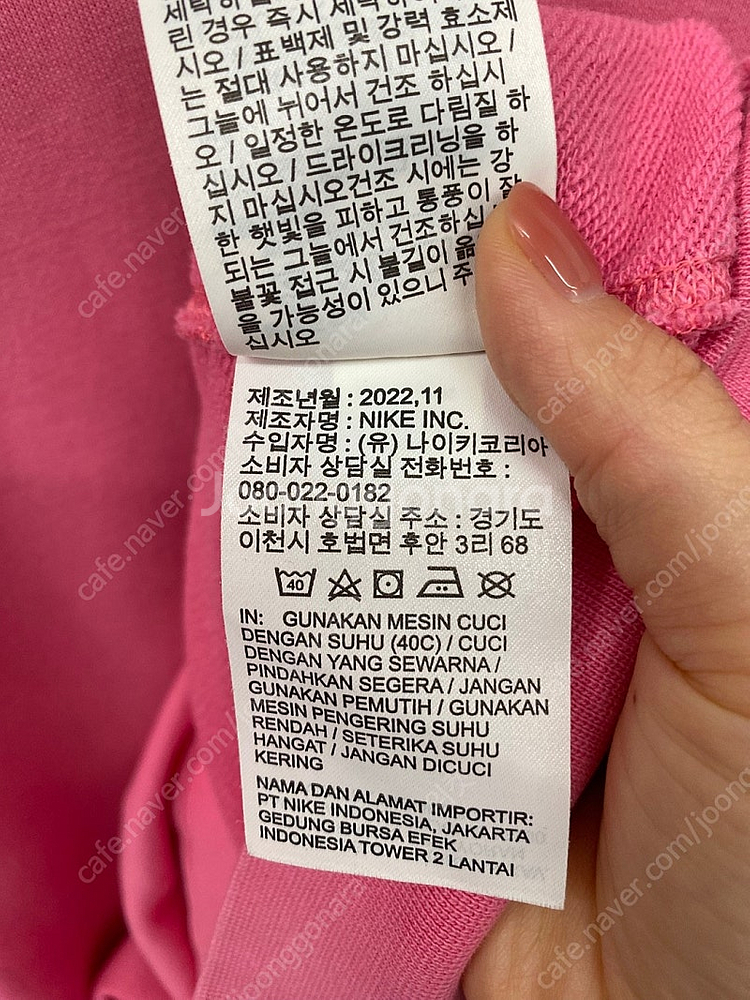 린 경우 즉시
시오 / 표백제 및 강력 효소제
는 절대 사용하지 마십시오 /
그늘에 뉘어서 건조 하십시
오 / 일정한 온도로 다림질 하
십시오 / 드라이크리닝을 하
지 마십시오건조 시에는 강
한 햇빛을 피하고 통풍이 잘
되는 그늘에서 건조하십
불꽃 접근 시 불길이
을 가능성이 있으니 주
십시오
제조년월 : 2022,11
제조자명 : NIKE INC.
수입자명 : (유) 나이키코리아
소비자 상담실 전화번호 :
080-022-0182
소비자 상담실 주소 : 경기도
이천시 호법면 후안 3리 68
40
IN: GUNAKAN MESIN CUCI
DENGAN SUHU (40C) / CUCI
DENGAN YANG SEWARNA /
PINDAHKAN SEGERA / JANGAN
GUNAKAN PEMUTIH / GUNAKAN
MESIN PENGERING SUHU
RENDAH / SETERIKA SUHU
HANGAT / JANGAN DICUCI
KERING
NAMA DAN ALAMAT IMPORTIR:
PT NIKE INDONESIA, JAKARTA
GEDUNG BURSA EFEK
INDONESIA TOWER 2 LANTAI